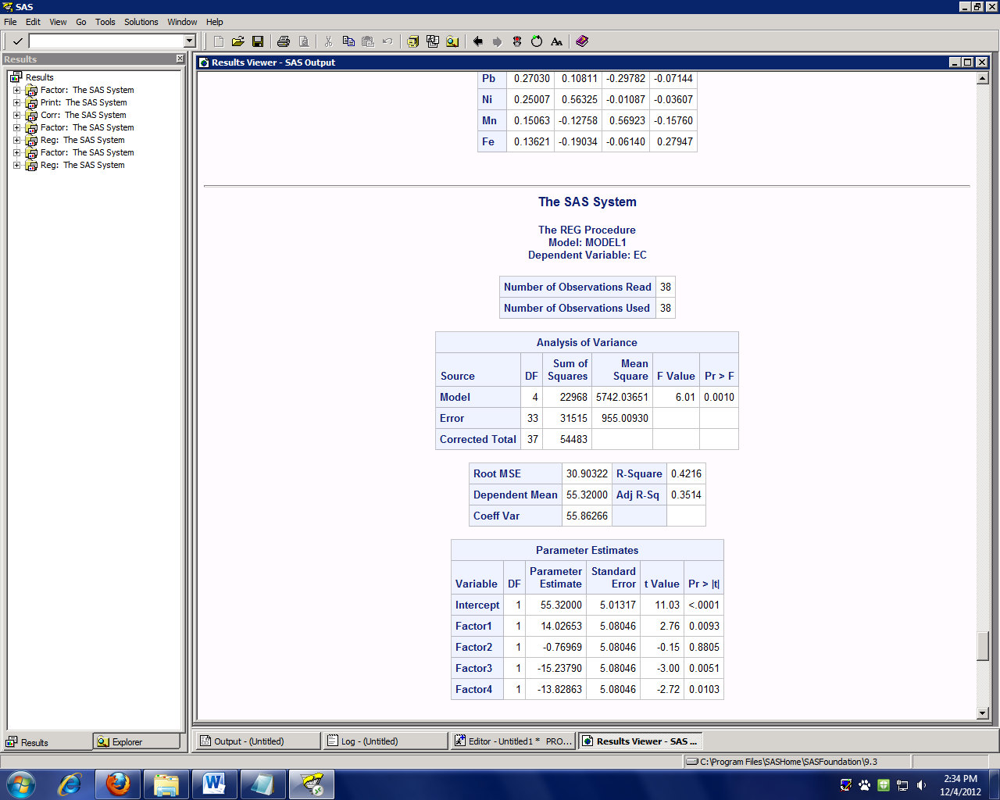 SAS
File Edit View Go Tools Solutions Window Help
Results
Results Viewer - SAS Output
Results
Factor: The SAS System
Print: The SAS System
Corr: The SAS System
Factor: The SAS System
Reg: The SAS System
Factor: The SAS System
Reg: The SAS System
Pb 0.27030 0.10811 -0.29782 -0.07144
Ni 0.25007 0.56325 -0.01087 -0.03607
Mn 0.15063 -0.12758 0.56923 -0.15760
Fe 0.13621 -0.19034 -0.06140 0.27947
The SAS System
The REG Procedure
Model: MODEL1
Dependent Variable: EC
Number of Observations Read 38
Number of Observations Used 38
Analysis of Variance
Source DF Sum of Squares Mean Square F Value Pr > F
Model 4 22968 5742.03651 6.01 0.0010
Error 33 31515 955.00930
Corrected Total 37 54483
Root MSE 30.90322 R-Square 0.4216
Dependent Mean 55.32000 Adj R-Sq 0.3514
Coeff Var 55.86266
Parameter Estimates
Variable DF Parameter Estimate Standard Error t Value Pr > |t|
Intercept 1 55.32000 5.01317 11.03 <.0001
Factor1 1 14.02653 5.08046 2.76 0.0093
Factor2 1 -0.76969 5.08046 -0.15 0.8805
Factor3 1 -15.23790 5.08046 -3.00 0.0051
Factor4 1 -13.82863 5.08046 -2.72 0.0103
Results Explorer
Output - (Untitled) Log - (Untitled) Editor - Untitled1 * PRO... Results Viewer - SAS ...
C:\Program Files\SASHome\SASFoundation\9.3
2:34 PM
12/4/2012